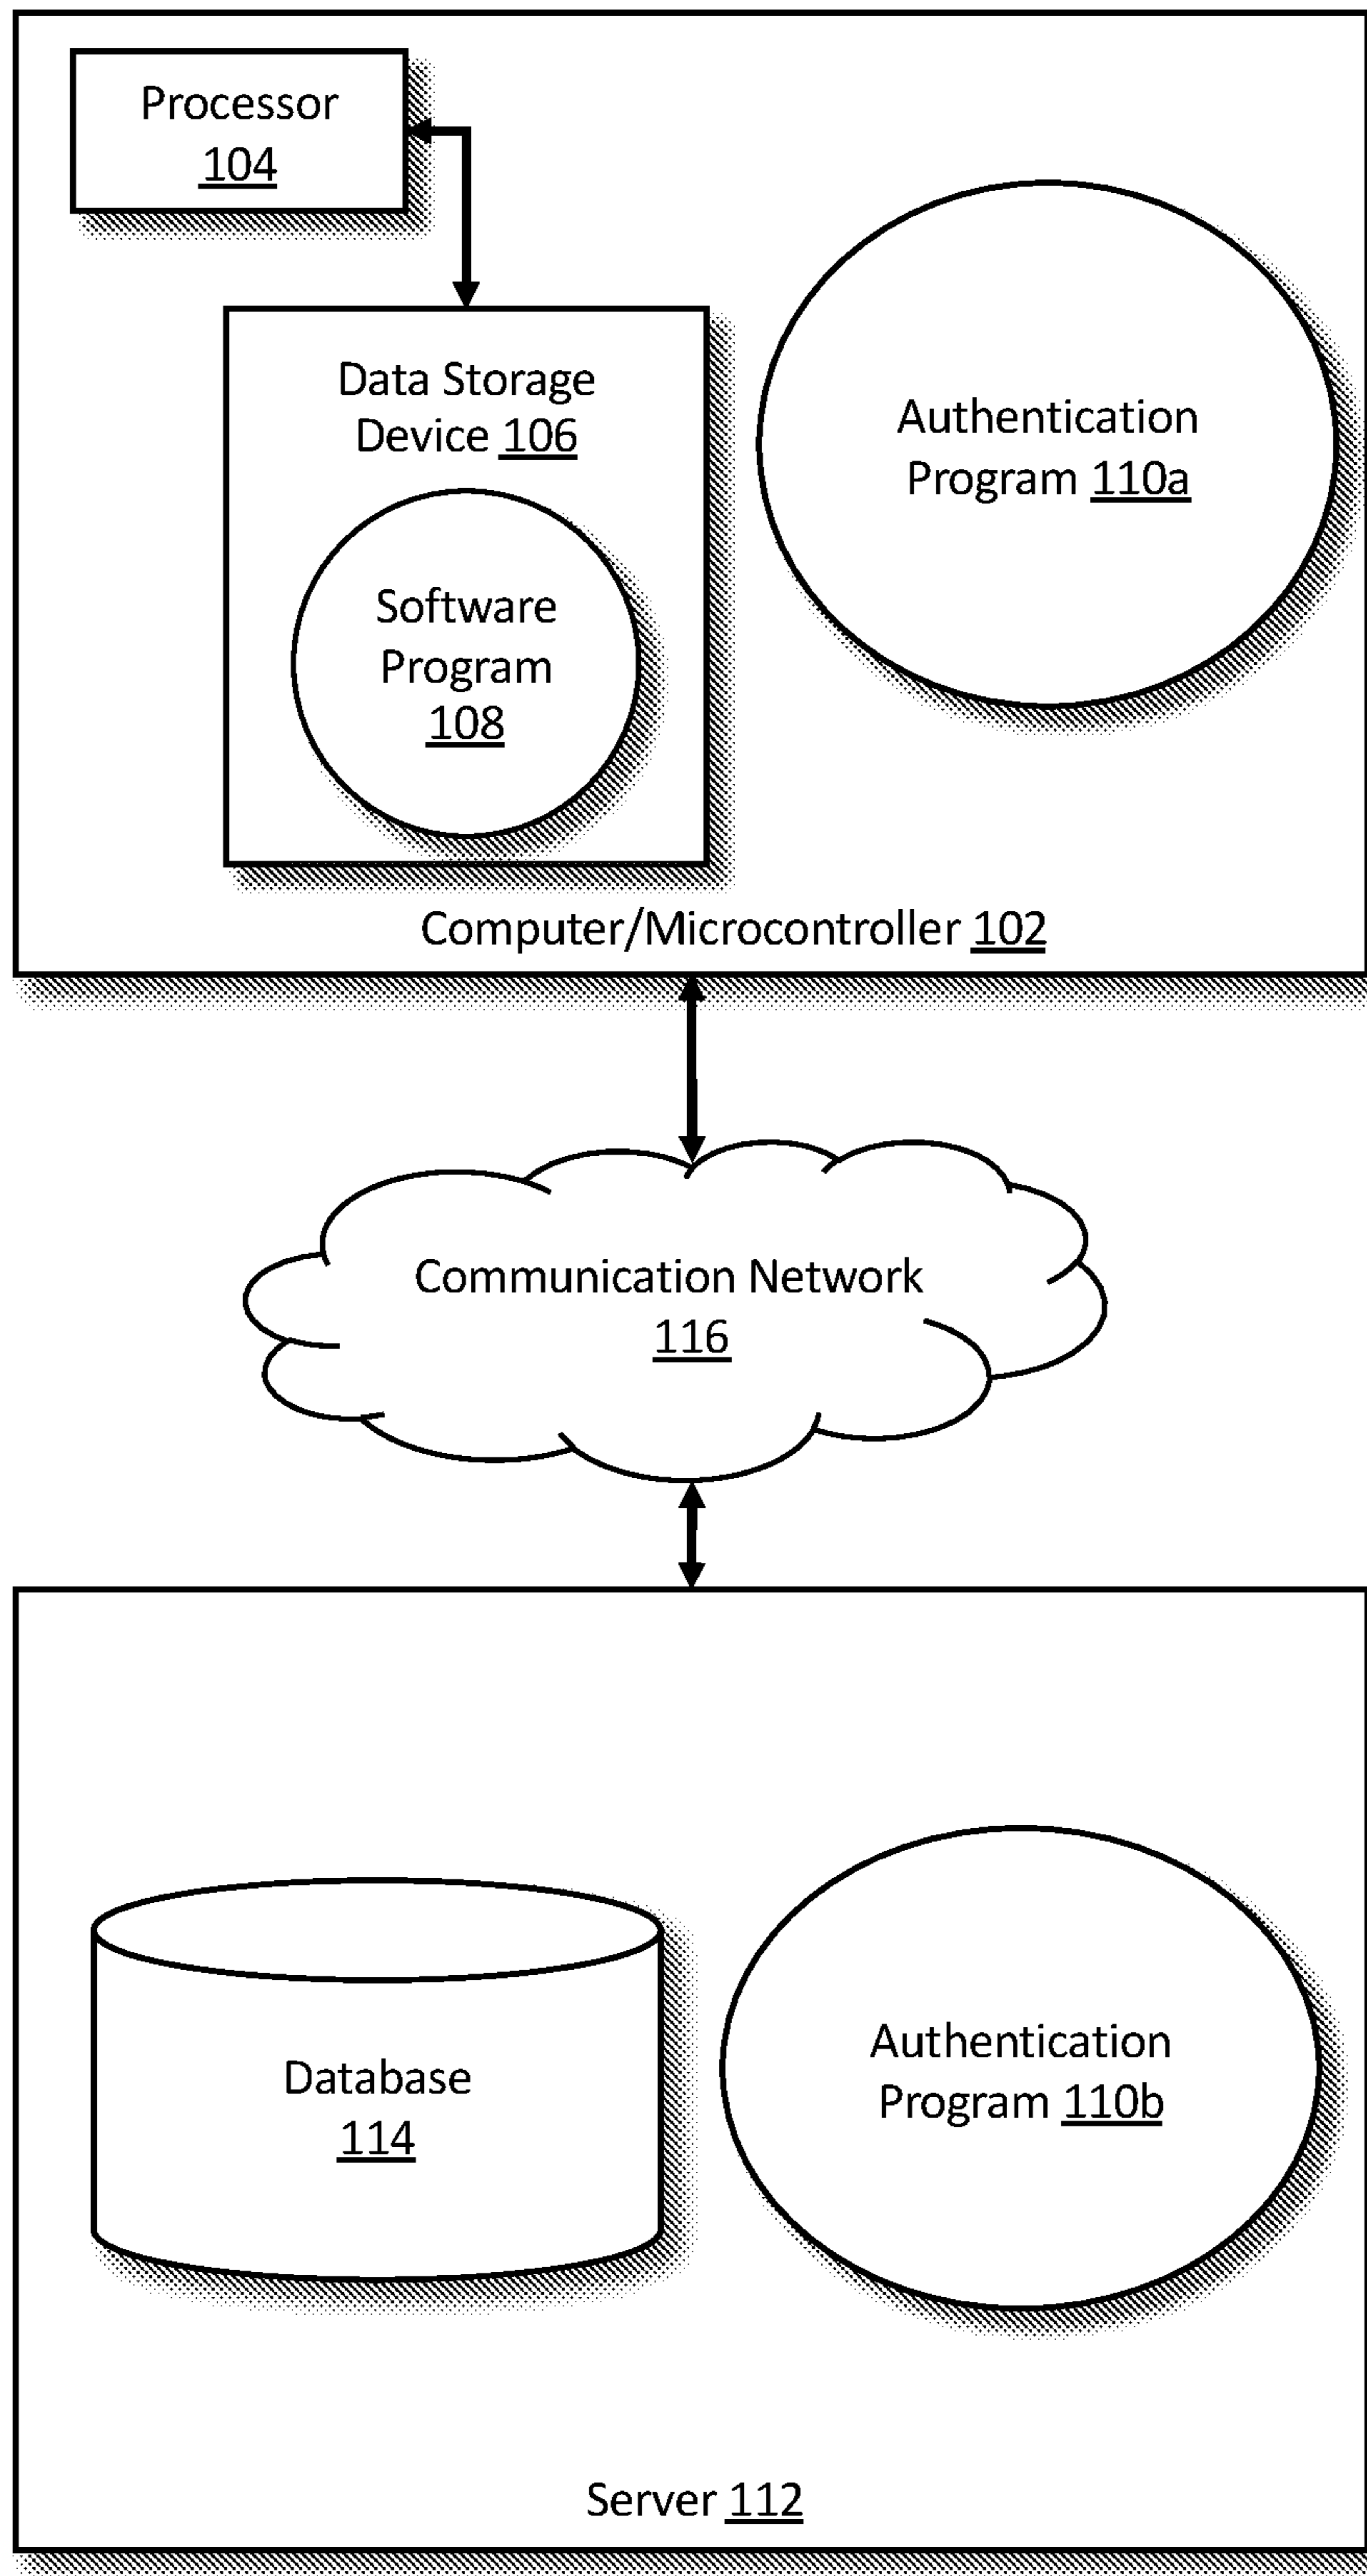 Processor
104
Data Storage
Device 106
Software
Program
108
Authentication
Program 110a
Computer/Microcontroller 102
Communication Network
116
Database
114
Authentication
Program 110b
Server 112